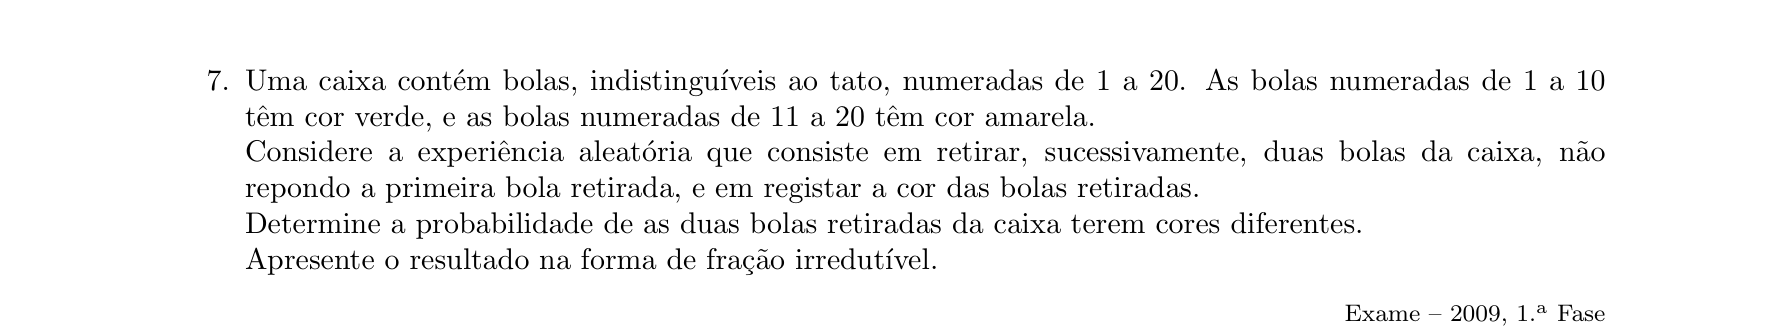 7. Uma caixa contém bolas, indistinguíveis ao tato, numeradas de 1 a 20. As bolas numeradas de 1 a 10
têm cor verde, e as bolas numeradas de 11 a 20 têm cor amarela.
Considere a experiência aleatória que consiste em retirar, sucessivamente, duas bolas da caixa, não
repondo a primeira bola retirada, e em registar a cor das bolas retiradas.
Determine a probabilidade de as duas bolas retiradas da caixa terem cores diferentes.
Apresente o resultado na forma de fração irredutível.
Exame – 2009, 1.ª Fase